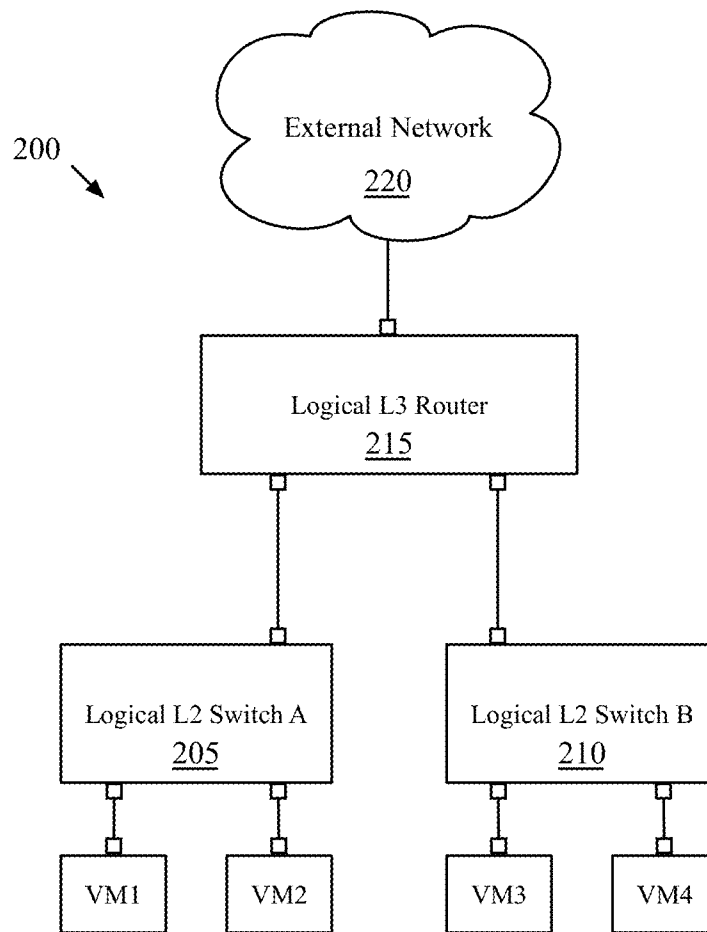 External Network
200
220
Logical L3 Router
215
Logical L2 Switch A
Logical L2 Switch B
205
210
VM1
VM2
VM3
VM4